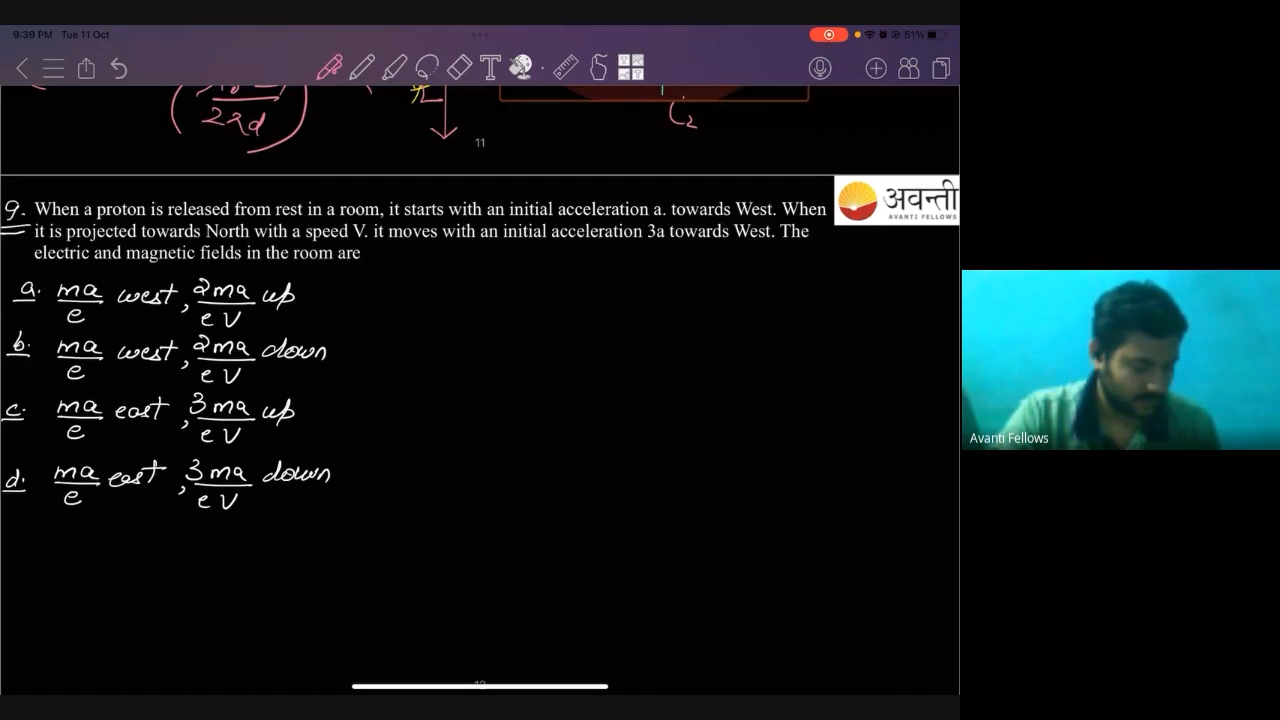 9:39 PM Tue 11 Oct
51%
22d
C2
11
अवन्ती
AVANTI FELLOWS
9. When a proton is released from rest in a room, it starts with an initial acceleration a. towards West. When
it is projected towards North with a speed V. it moves with an initial acceleration 3a towards West. The
electric and magnetic fields in the room are
a. ma/e west, 2ma/eV up
b. ma/e west, 2ma/eV down
c. ma/e east, 3ma/eV up
d. ma/e east, 3ma/eV down
Avanti Fellows